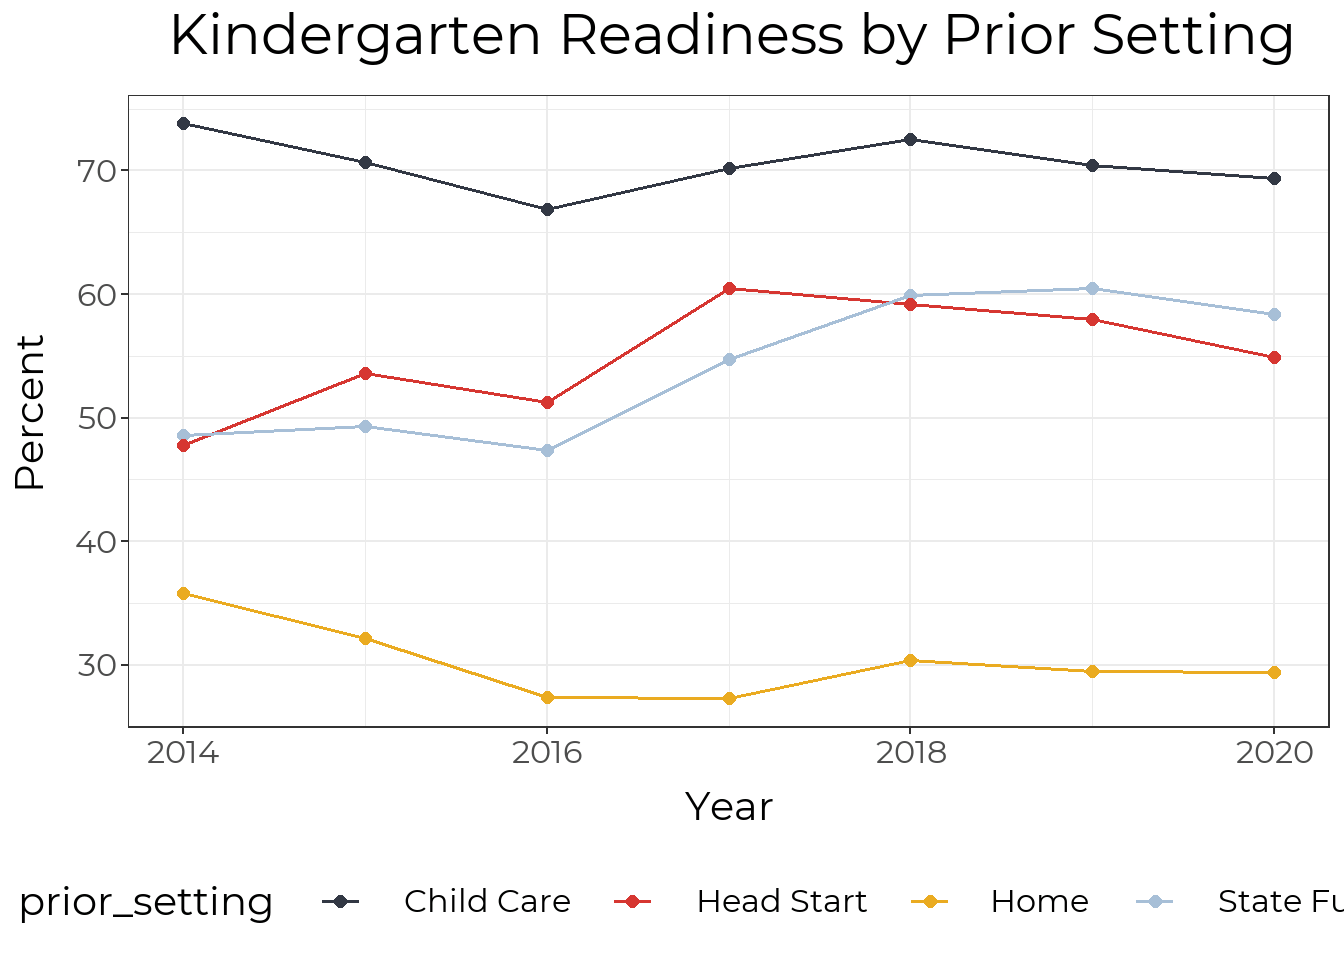 Kindergarten Readiness by Prior Setting
70
60
50
40
30
Percent
2014 2016 2018 2020
Year
prior_setting Child Care Head Start Home State